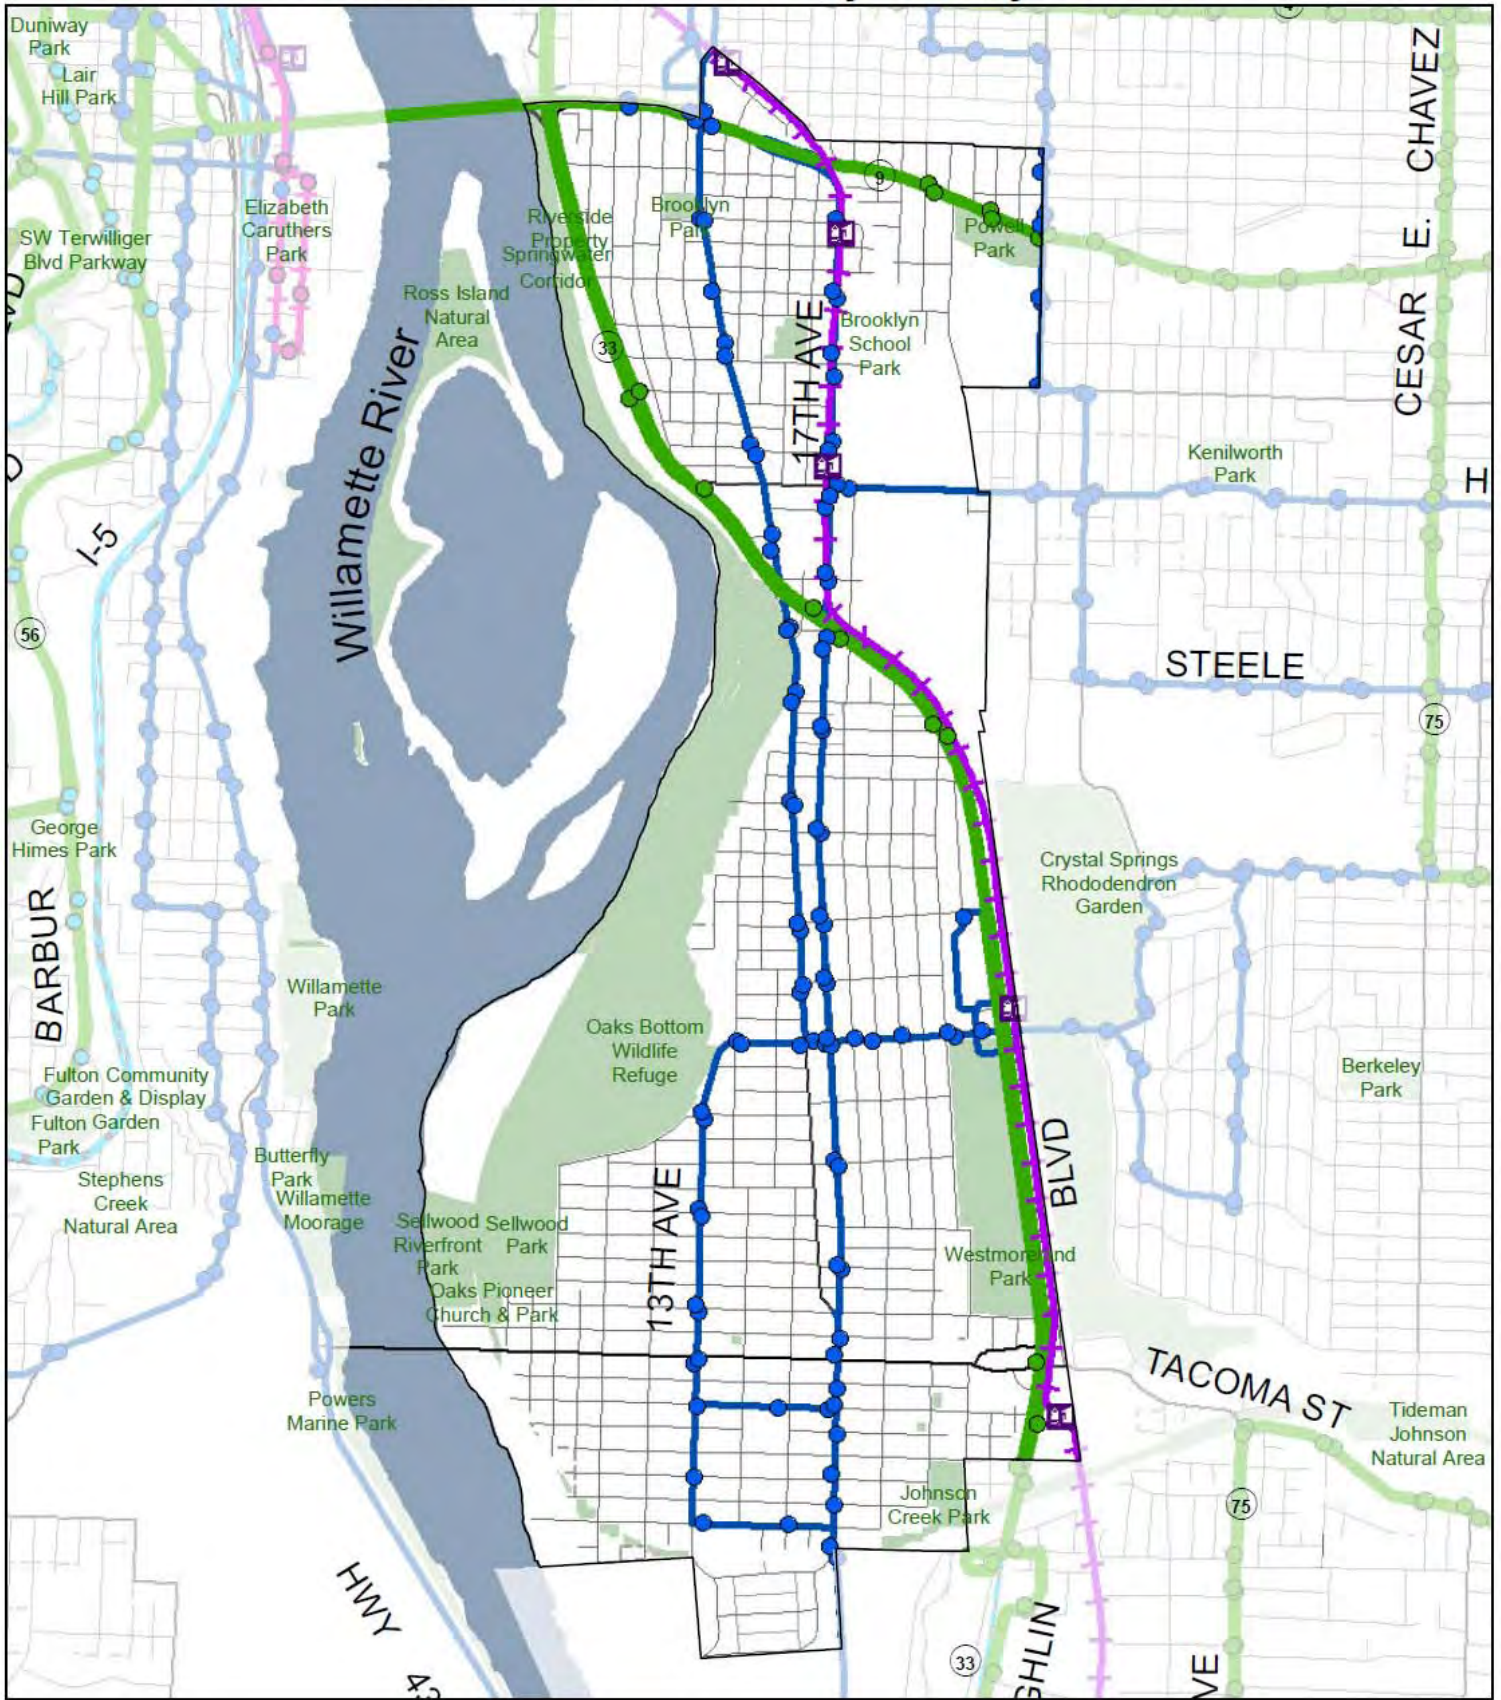 Duniway
Park
Lair
Hill Park
4
CESAR E. CHAVEZ
SW Terwilliger
Blvd Parkway
Elizabeth
Caruthers
Park
Riverside
Property
Springwater
Corridor
Brooklyn
Park
9
Powell
Park
Ross Island
Natural
Area
33
17TH AVE
Brooklyn
School
Park
Willamette River
Kenilworth
Park
H
I-5
56
STEELE
75
George
Himes Park
Crystal Springs
Rhododendron
Garden
BARBUR
Willamette
Park
Oaks Bottom
Wildlife
Refuge
Berkeley
Park
Fulton Community
Garden & Display
Fulton Garden
Park
Stephens
Creek
Natural Area
Butterfly
Park
Willamette
Moorage
Sellwood
Riverfront
Park
Sellwood
Park
Oaks Pioneer
Church & Park
13TH AVE
BLVD
Westmoreland
Park
TACOMA ST
Powers
Marine Park
Tideman
Johnson
Natural Area
Johnson
Creek Park
75
HWY
43
33
GHLIN
VE